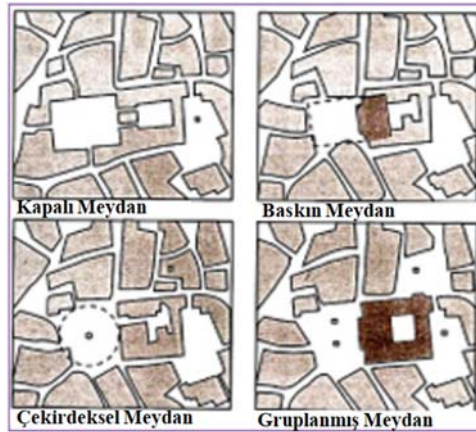 Kapalı Meydan
Baskın Meydan
Çekirdeksel Meydan
Gruplanmış Meydan